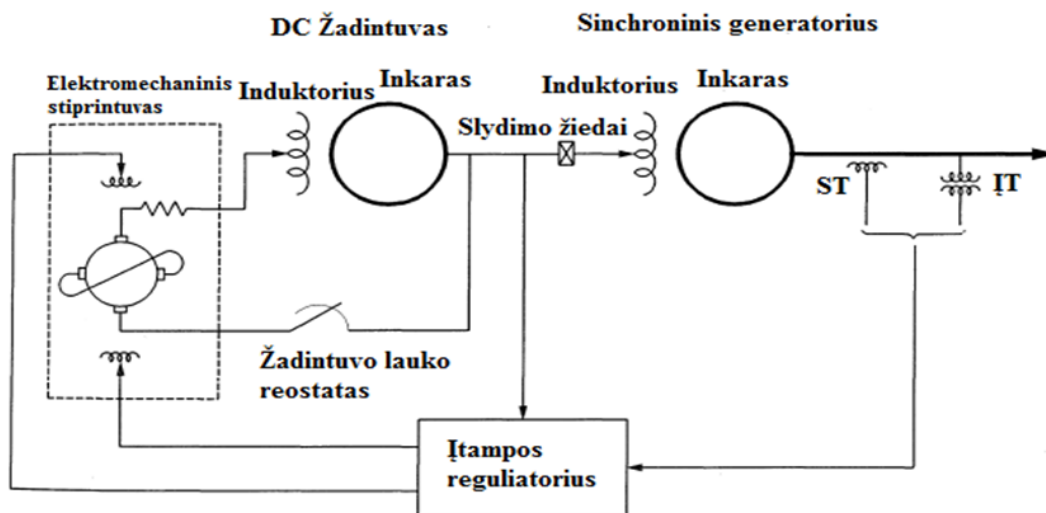 DC Žadintuvas
Sinchroninis generatorius
Elektromechaninis
stiprintuvas
Induktorius
Inkaras
Slydimo žiedai
Induktorius
Inkaras
ST
ĮT
Žadintuvo lauko
reostatas
Įtampos
reguliatorius